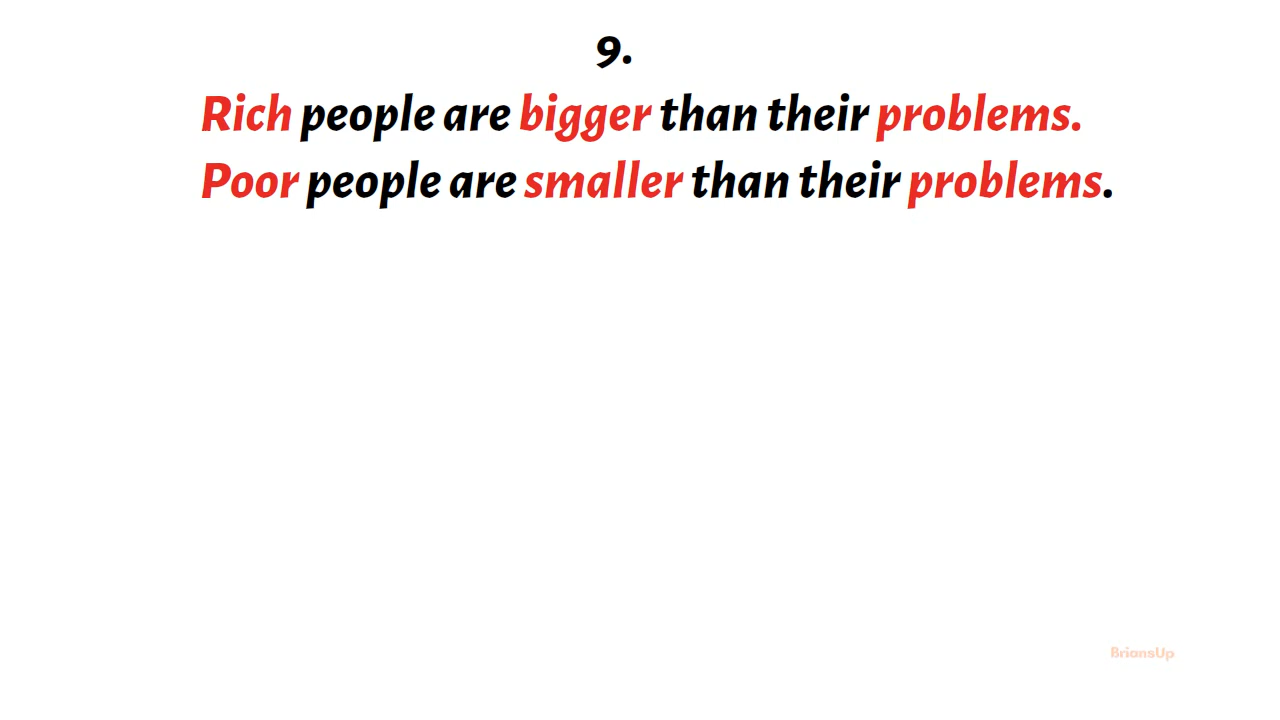 9.
Rich people are bigger than their problems.
Poor people are smaller than their problems.
BriansUp